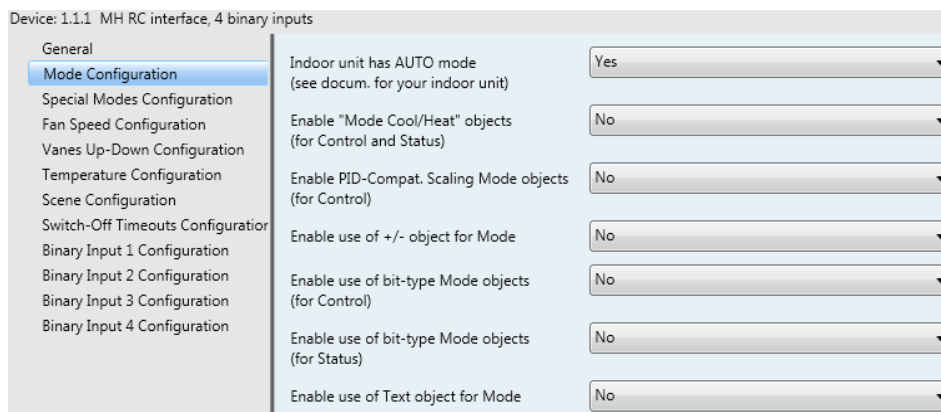 Device: 1.1.1 MH RC interface, 4 binary inputs
General
Mode Configuration
Special Modes Configuration
Fan Speed Configuration
Vanes Up-Down Configuration
Temperature Configuration
Scene Configuration
Switch-Off Timeouts Configuration
Binary Input 1 Configuration
Binary Input 2 Configuration
Binary Input 3 Configuration
Binary Input 4 Configuration
Indoor unit has AUTO mode
(see docum. for your indoor unit)
Yes
Enable "Mode Cool/Heat" objects
(for Control and Status)
No
Enable PID-Compat. Scaling Mode objects
(for Control)
No
Enable use of +/- object for Mode
No
Enable use of bit-type Mode objects
(for Control)
No
Enable use of bit-type Mode objects
(for Status)
No
Enable use of Text object for Mode
No